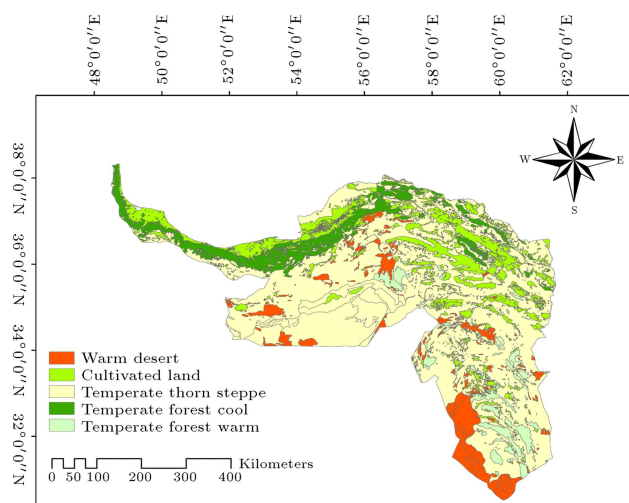 48°0'0"E 50°0'0"E 52°0'0"E 54°0'0"E 56°0'0"E 58°0'0"E 60°0'0"E 62°0'0"E
N
W E
S
38°0'0"N
36°0'0"N
34°0'0"N
32°0'0"N
Warm desert
Cultivated land
Temperate thorn steppe
Temperate forest cool
Temperate forest warm
Kilometers
0 50 100 200 300 400